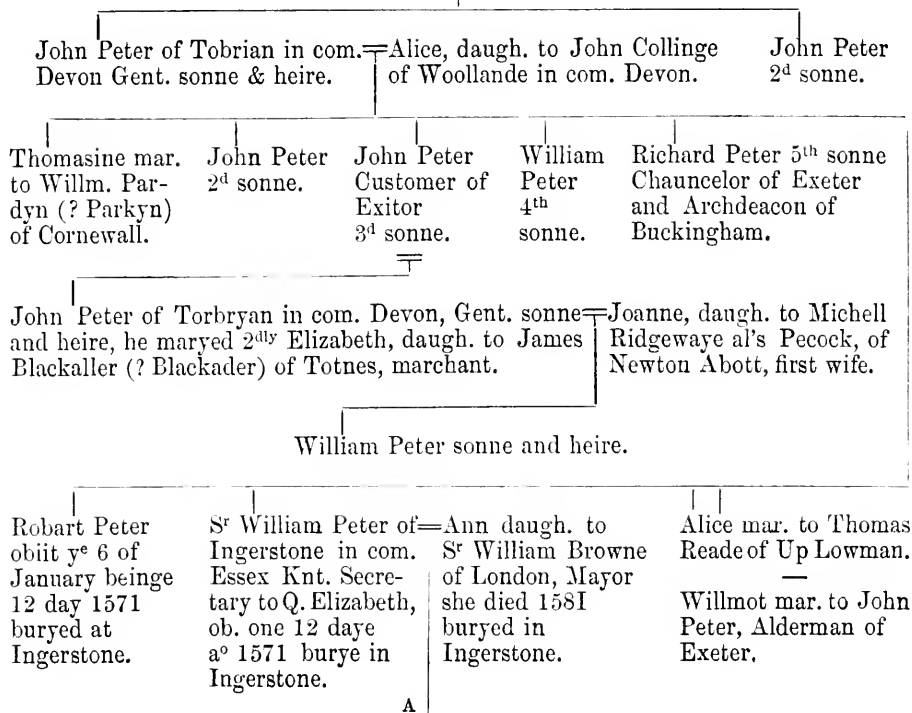 John Peter of Tobrian in com.
Devon Gent. sonne & heire.
Alice, daugh. to John Collinge
of Woollande in com. Devon.
John Peter
2d sonne.
Thomasine mar.
to Willm. Par-
dyn (? Parkyn)
of Cornewall.
John Peter
2d sonne.
John Peter
Customer of
Exitor
3d sonne.
William
Peter
4th
sonne.
Richard Peter 5th sonne
Chauncelor of Exeter
and Archdeacon of
Buckingham.
John Peter of Torbryan in com. Devon, Gent. sonne
and heire, he maryed 2dly Elizabeth, daugh. to James
Blackaller (? Blackader) of Totnes, marchant.
Joanne, daugh. to Michell
Ridgewaye al's Pecock, of
Newton Abott, first wife.
William Peter sonne and heire.
Robart Peter
obiit ye 6 of
January beinge
12 day 1571
buryed at
Ingerstone.
Sr William Peter of
Ingerstone in com.
Essex Knt. Secre-
tary to Q. Elizabeth,
ob. one 12 daye
ao 1571 burye in
Ingerstone.
Ann daugh. to
Sr William Browne
of London, Mayor
she died 1581
buryed in
Ingerstone.
Alice mar. to Thomas
Reade of Up Lowman.
—
Willmot mar. to John
Peter, Alderman of
Exeter.
A